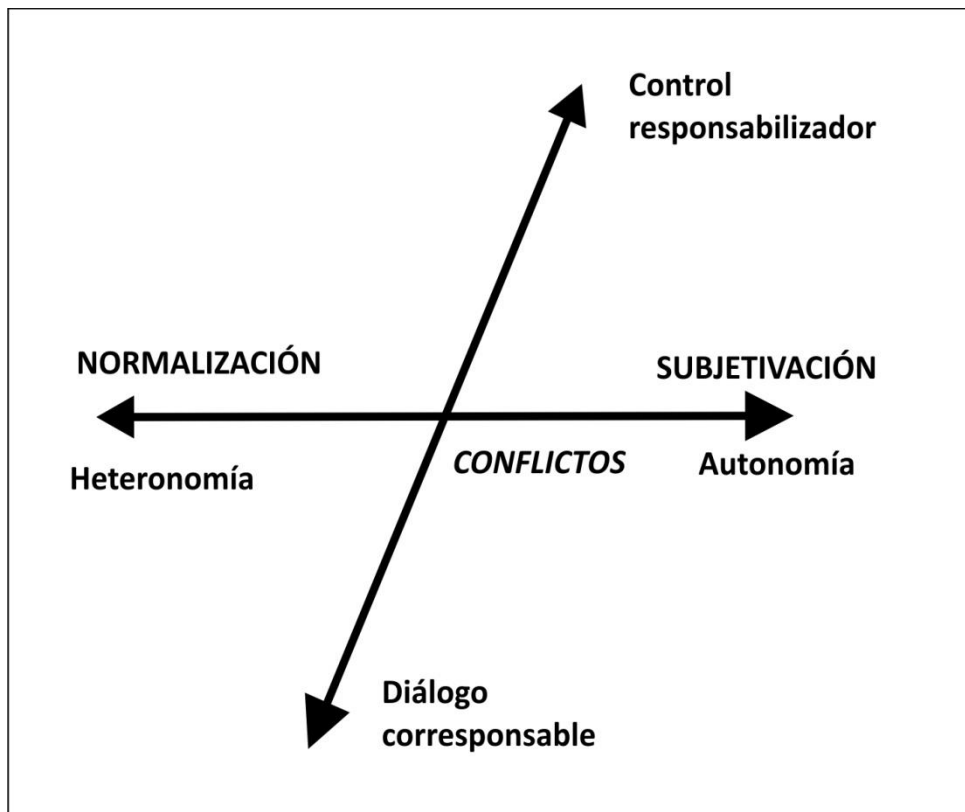 Control
responsabilizador
NORMALIZACIÓN
SUBJETIVACIÓN
Heteronomía
CONFLICTOS
Autonomía
Diálogo
corresponsable